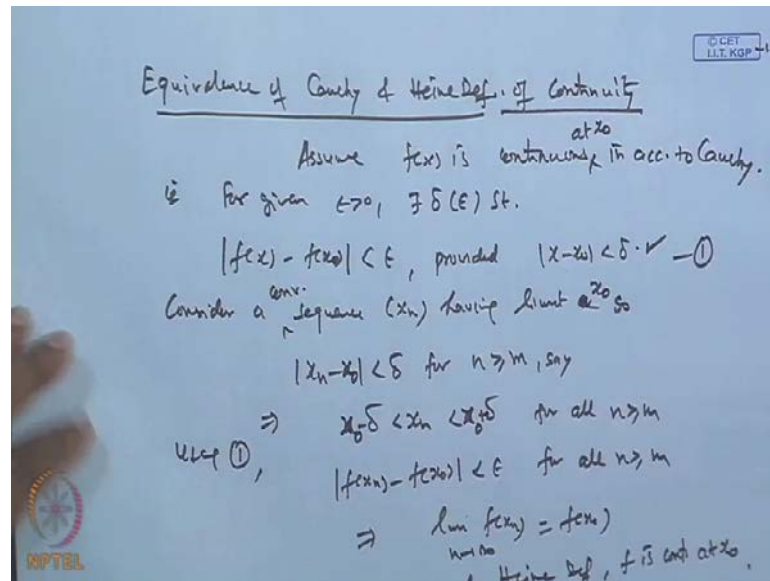 © CET
I.I.T. KGP
Equivalence of Cauchy & Heine Def. of Continuity
at x₀
Assume f(x) is continuous in acc. to Cauchy.
ie for given ε>0, ∃ δ(ε) st.
|f(x) - f(x₀)| < ε, provided |x-x₀| < δ. ✓ — ①
conv.
Consider a sequence (xₙ) having limit x₀ so
|xₙ-x₀| < δ for n ≥ m, say
⇒ x₀-δ < xₙ < x₀+δ for all n ≥ m
Using ①, |f(xₙ) - f(x₀)| < ε for all n ≥ m
⇒ lim f(xₙ) = f(x₀)
n→∞
Heine Def, f is cont at x₀.
NPTEL